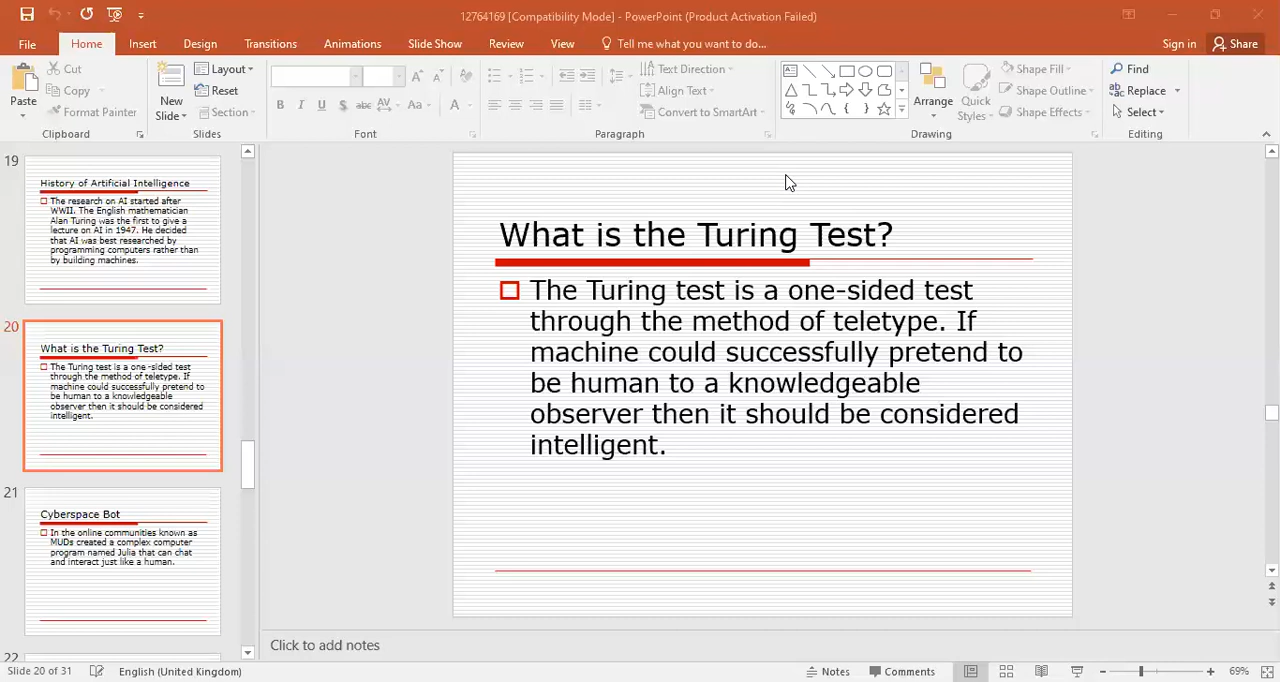 12764169 [Compatibility Mode] - PowerPoint (Product Activation Failed)
File Home Insert Design Transitions Animations Slide Show Review View Tell me what you want to do... Sign in Share
Paste
Cut
Copy
Format Painter
Clipboard
New
Slide
Layout
Reset
Section
Slides
B I U S abc AV Aa A
Font
Text Direction
Align Text
Convert to SmartArt
Paragraph
Arrange
Quick
Styles
Shape Fill
Shape Outline
Shape Effects
Drawing
Find
Replace
Select
Editing
19
History of Artificial Intelligence
The research on AI started after
WWII. The English mathematician
Alan Turing was the first to give a
lecture on AI in 1947. He decided
that AI was best researched by
programming computers rather than
by building machines.
20
What is the Turing Test?
The Turing test is a one -sided test
through the method of teletype. If
machine could successfully pretend to
be human to a knowledgeable
observer then it should be considered
intelligent.
21
Cyberspace Bot
In the online communities known as
MUDs created a complex computer
program named Julia that can chat
and interact just like a human.
22
What is the Turing Test?
The Turing test is a one-sided test
through the method of teletype. If
machine could successfully pretend to
be human to a knowledgeable
observer then it should be considered
intelligent.
Click to add notes
Slide 20 of 31 English (United Kingdom) Notes Comments 69%